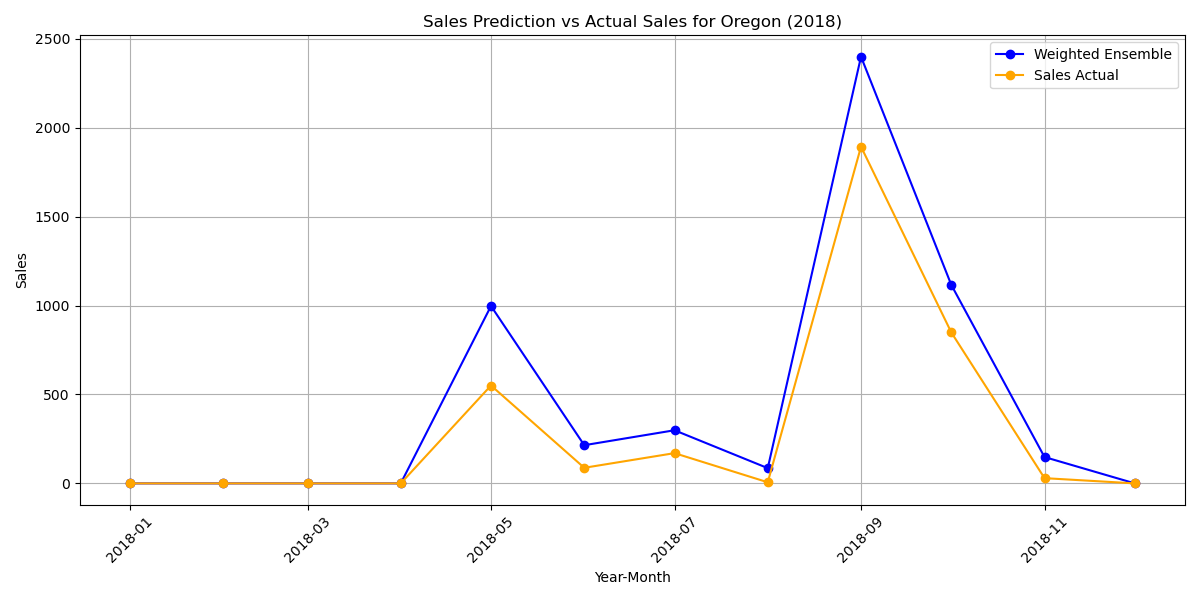 Sales Prediction vs Actual Sales for Oregon (2018)
Weighted Ensemble
Sales Actual
Sales
2500
2000
1500
1000
500
0
2018-01
2018-03
2018-05
2018-07
2018-09
2018-11
Year-Month